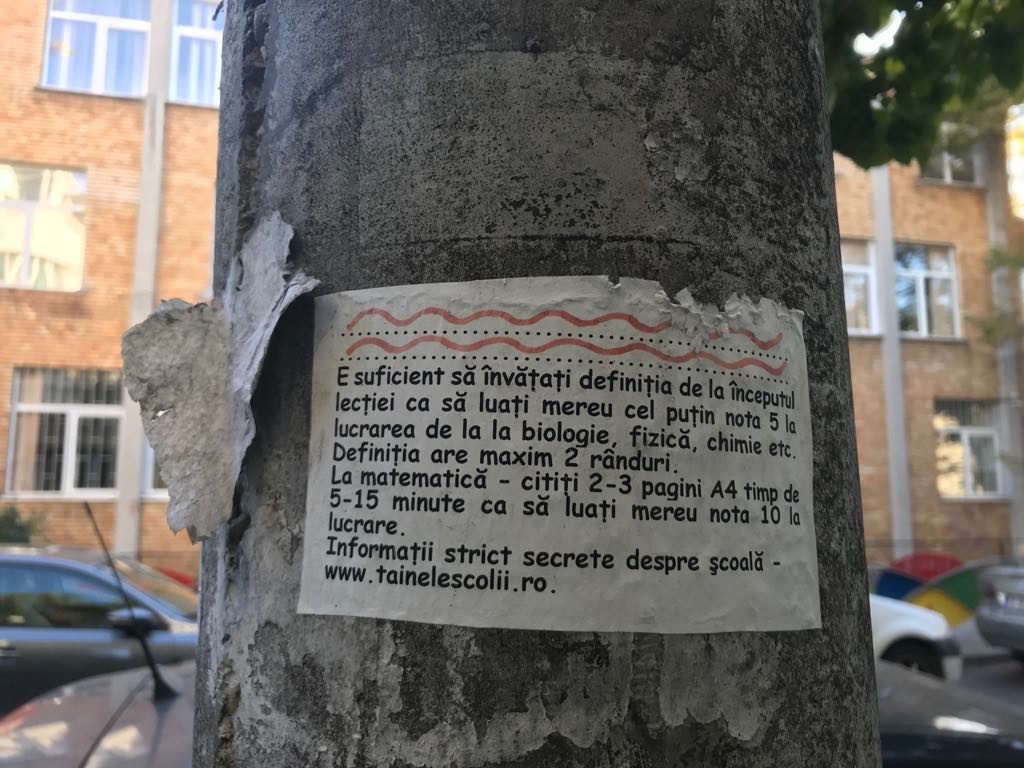 E suficient să învățați definiția de la începutul
lecției ca să luați mereu cel puțin nota 5 la
lucrarea de la la biologie, fizică, chimie etc.
Definiția are maxim 2 rânduri.
La matematică - citiți 2-3 pagini A4 timp de
5-15 minute ca să luați mereu nota 10 la
lucrare.
Informații strict secrete despre şcoală -
www.tainelescolii.ro.